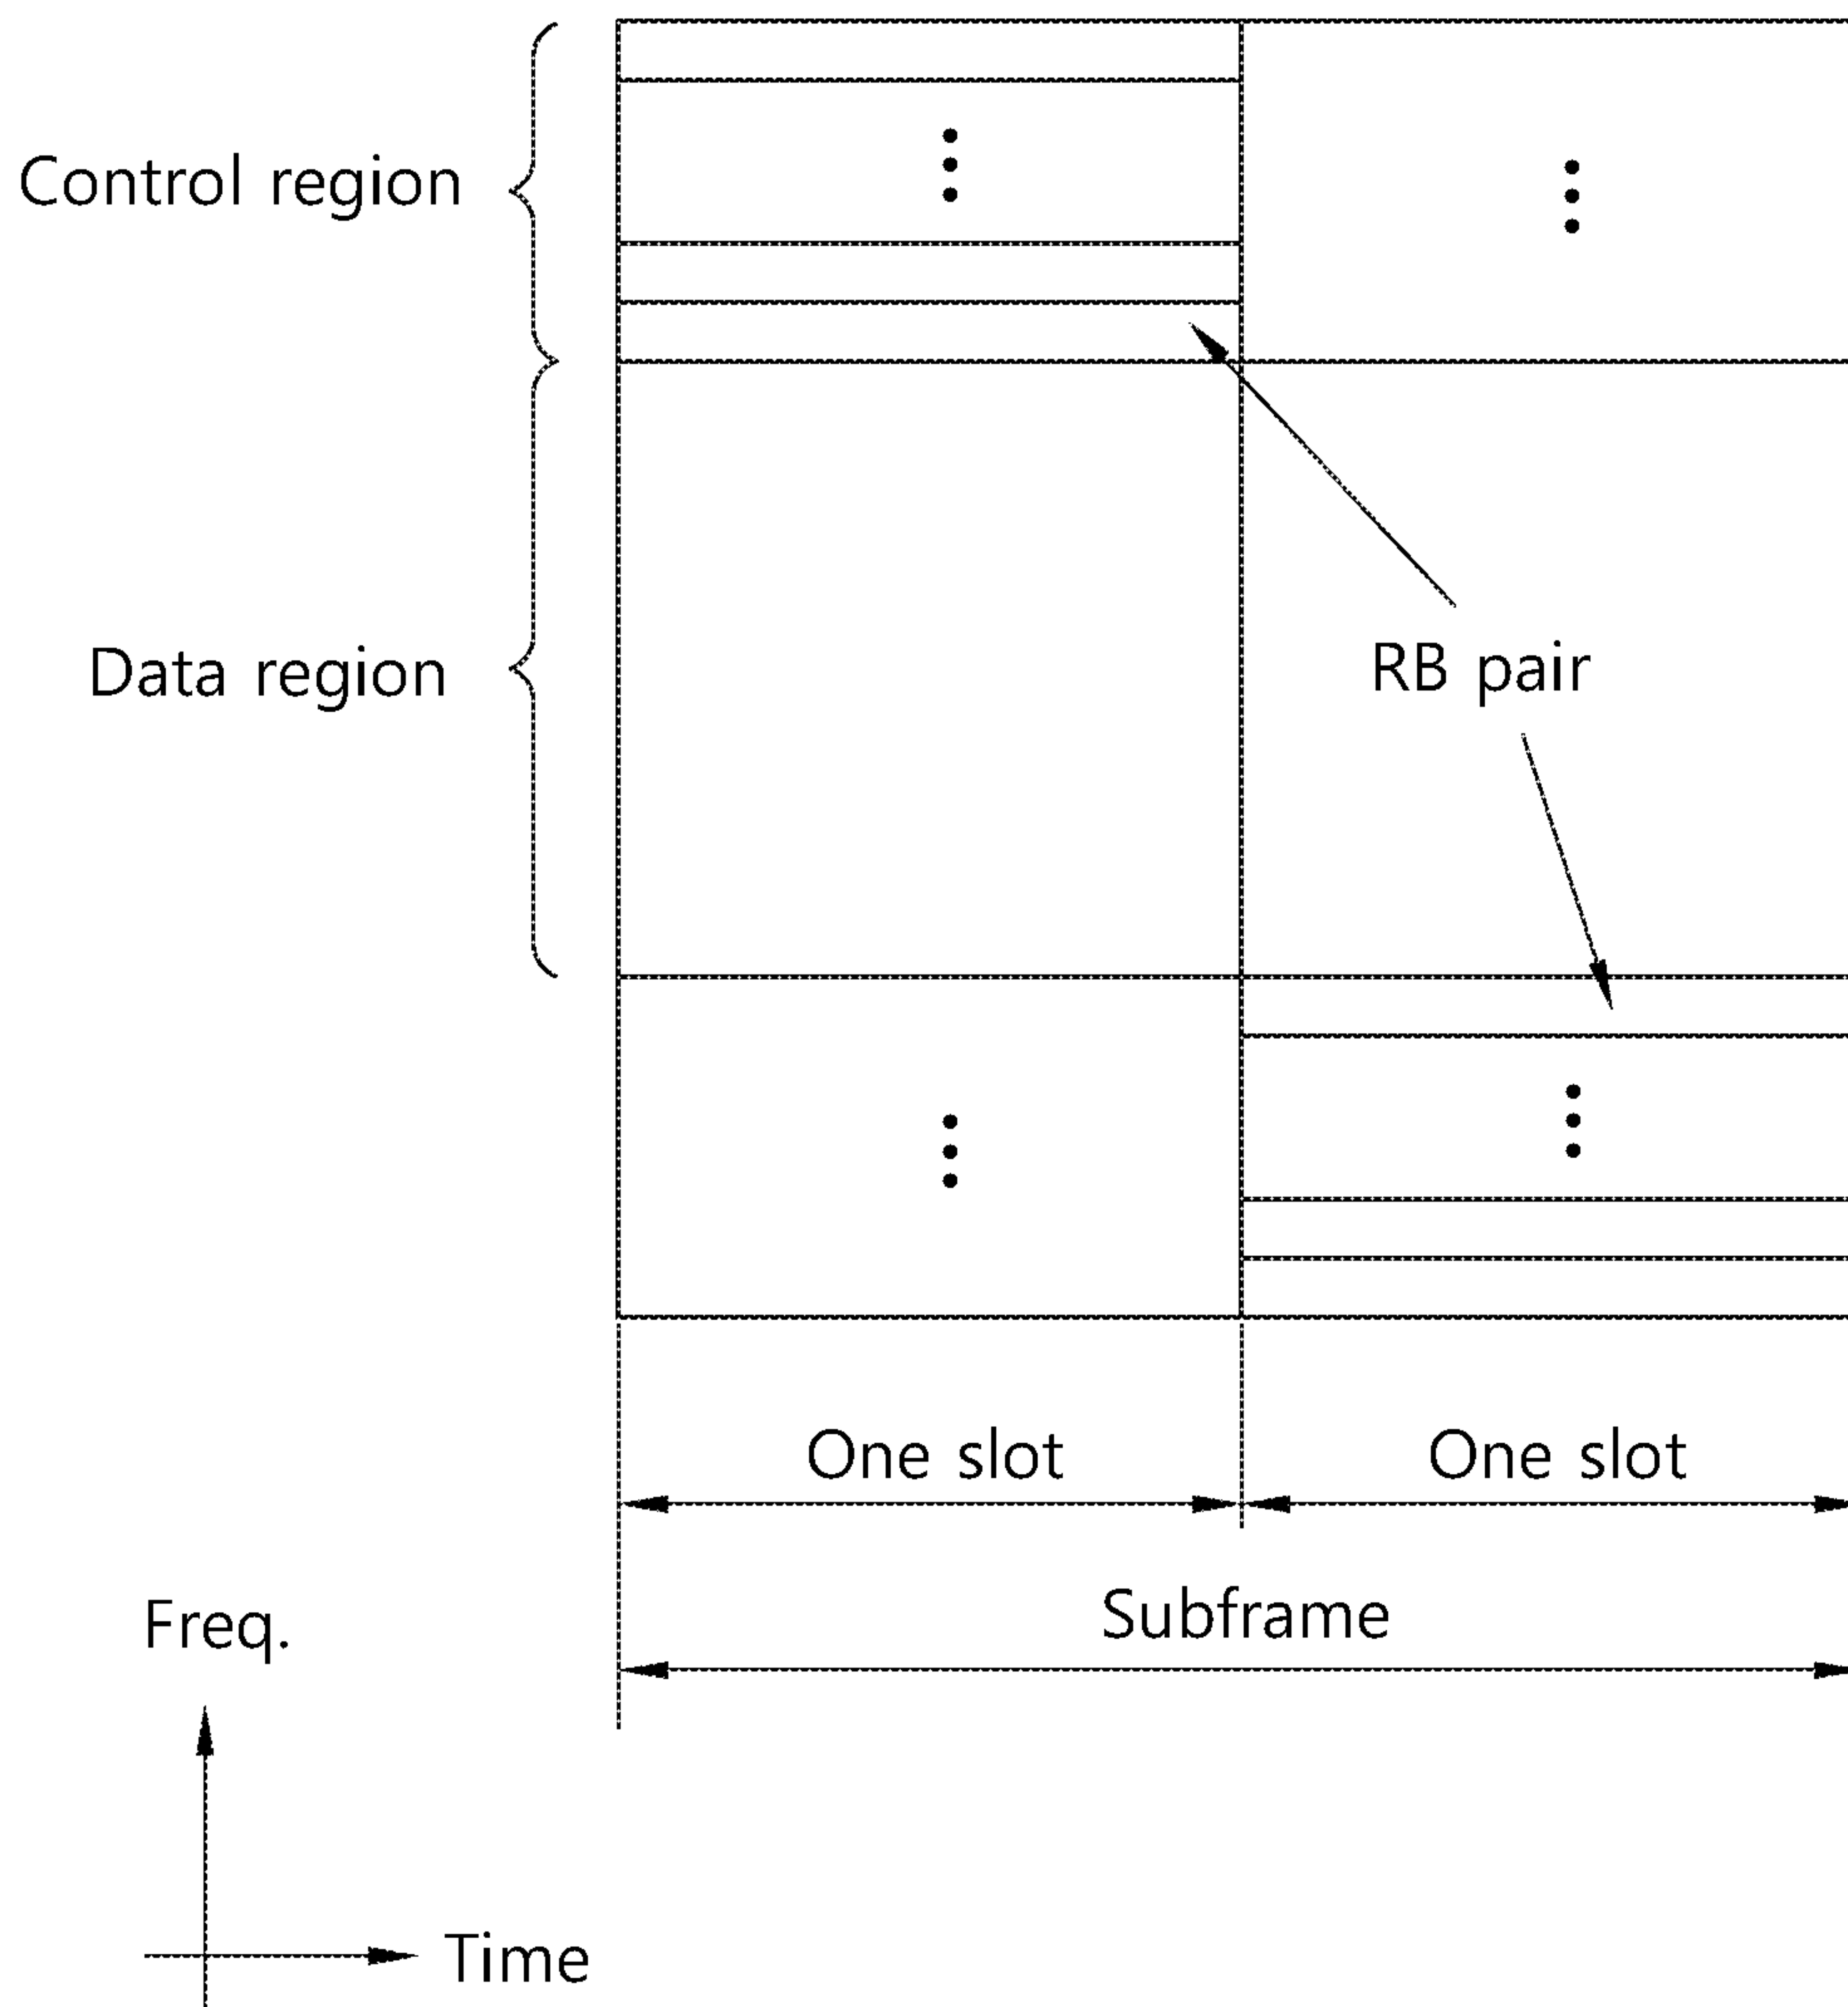 Control region
Data region
RB pair
One slot
One slot
Subframe
Freq.
Time